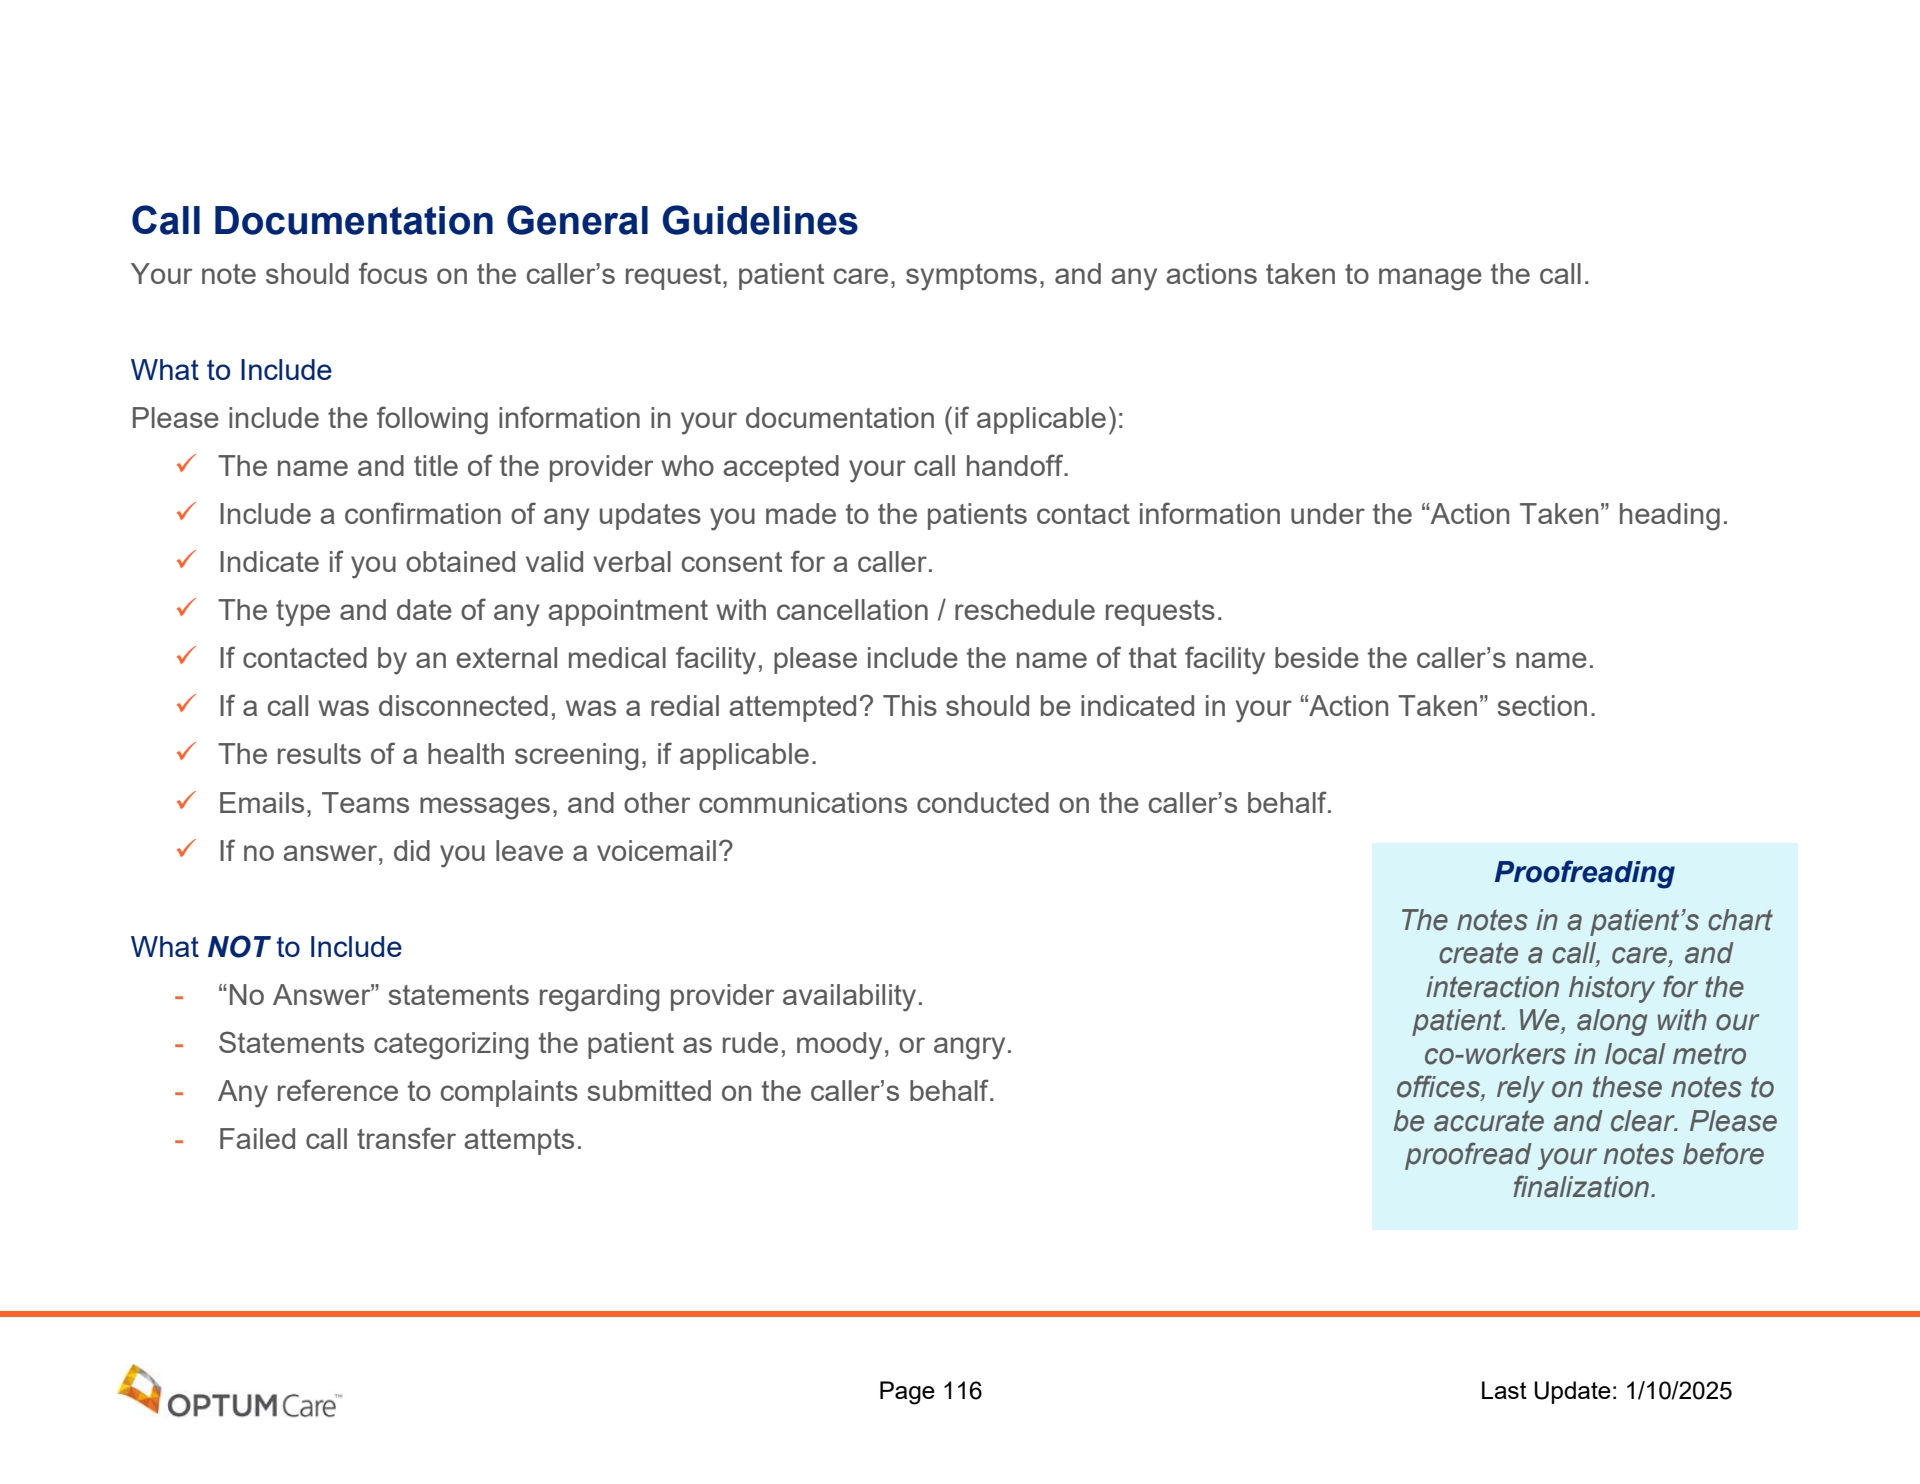 Call Documentation General Guidelines
Your note should focus on the caller’s request, patient care, symptoms, and any actions taken to manage the call.
What to Include
Please include the following information in your documentation (if applicable):
✓ The name and title of the provider who accepted your call handoff.
✓ Include a confirmation of any updates you made to the patients contact information under the “Action Taken” heading.
✓ Indicate if you obtained valid verbal consent for a caller.
✓ The type and date of any appointment with cancellation / reschedule requests.
✓ If contacted by an external medical facility, please include the name of that facility beside the caller’s name.
✓ If a call was disconnected, was a redial attempted? This should be indicated in your “Action Taken” section.
✓ The results of a health screening, if applicable.
✓ Emails, Teams messages, and other communications conducted on the caller’s behalf.
✓ If no answer, did you leave a voicemail?
What NOT to Include
- “No Answer” statements regarding provider availability.
- Statements categorizing the patient as rude, moody, or angry.
- Any reference to complaints submitted on the caller’s behalf.
- Failed call transfer attempts.
Proofreading
The notes in a patient’s chart
create a call, care, and
interaction history for the
patient. We, along with our
co-workers in local metro
offices, rely on these notes to
be accurate and clear. Please
proofread your notes before
finalization.
OPTUM Care™
Page 116
Last Update: 1/10/2025